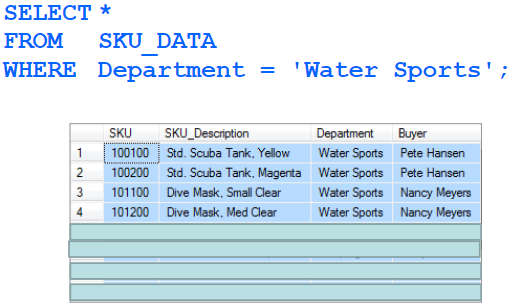 SELECT *
FROM SKU_DATA
WHERE Department = 'Water Sports';
SKU SKU_Description Department Buyer
1 100100 Std. Scuba Tank, Yellow Water Sports Pete Hansen
2 100200 Std. Scuba Tank, Magenta Water Sports Pete Hansen
3 101100 Dive Mask, Small Clear Water Sports Nancy Meyers
4 101200 Dive Mask, Med Clear Water Sports Nancy Meyers